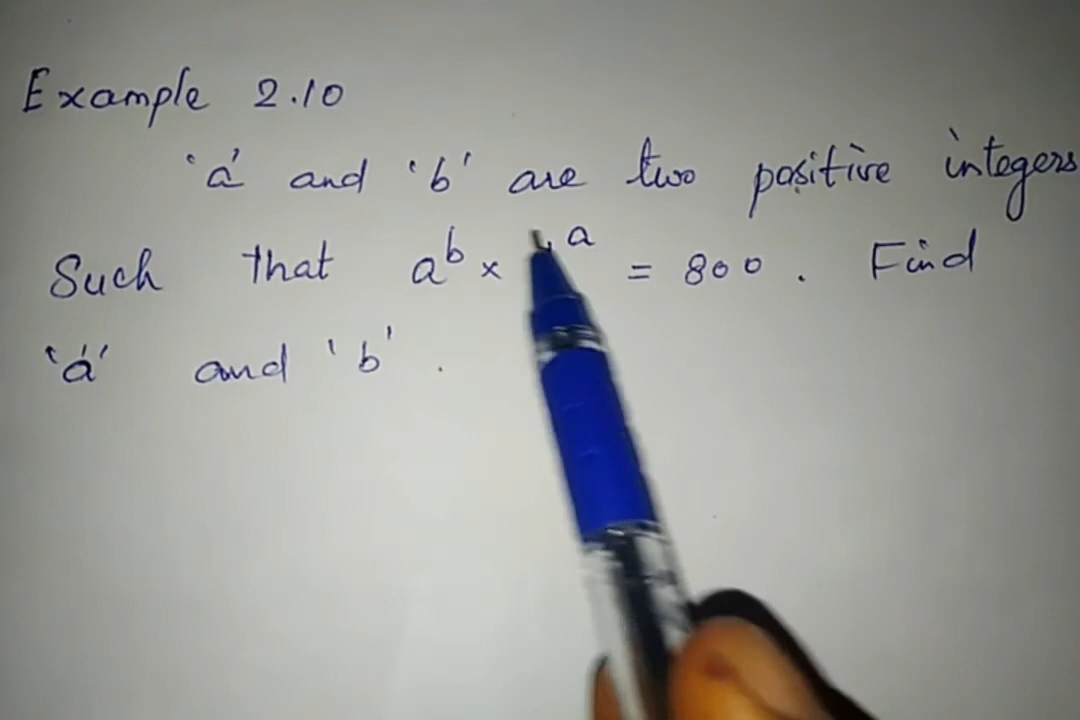 Example 2.10
'a' and 'b' are two positive integers
Such that a^b × ^a = 800. Find
'a' and 'b'.